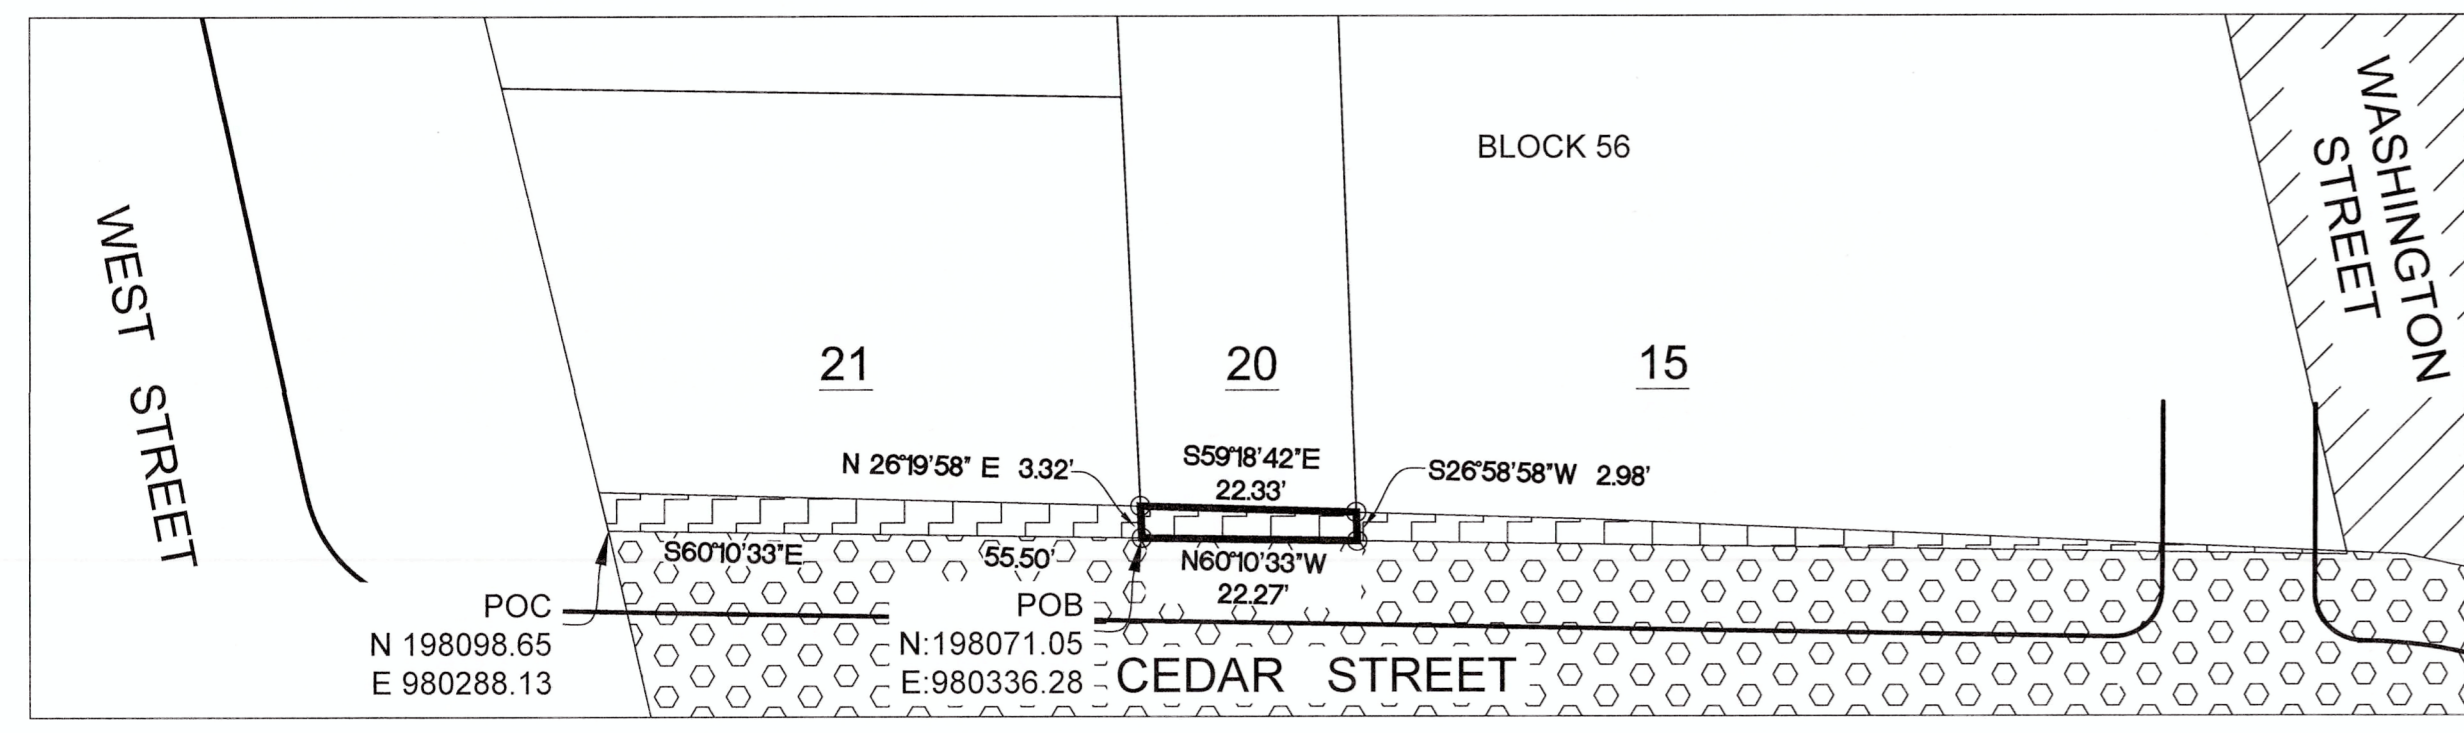 BLOCK 56
WASHINGTON
STREET
WEST STREET
21
20
15
N 26°19'58" E 3.32'
S59°18'42"E
22.33'
S26°58'58"W 2.98'
S60°10'33"E 55.50'
N60°10'33"W
22.27'
POC
N 198098.65
E 980288.13
POB
N:198071.05
E:980336.28
CEDAR STREET